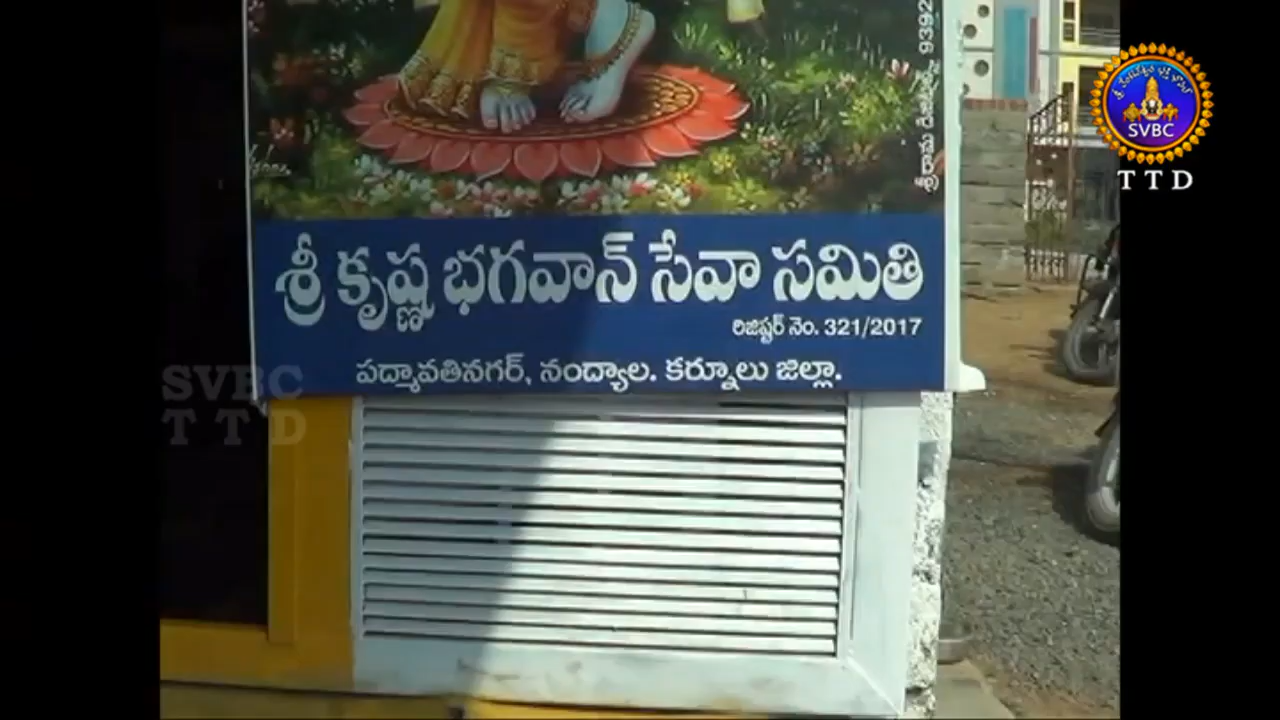 శ్రీ కృష్ణ భగవాన్ సేవా సమితి
రిజిష్టర్ నెం. 321/2017
పద్మావతినగర్, నంద్యాల. కర్నూలు జిల్లా.
SVBC
TTD
SVBC
TTD